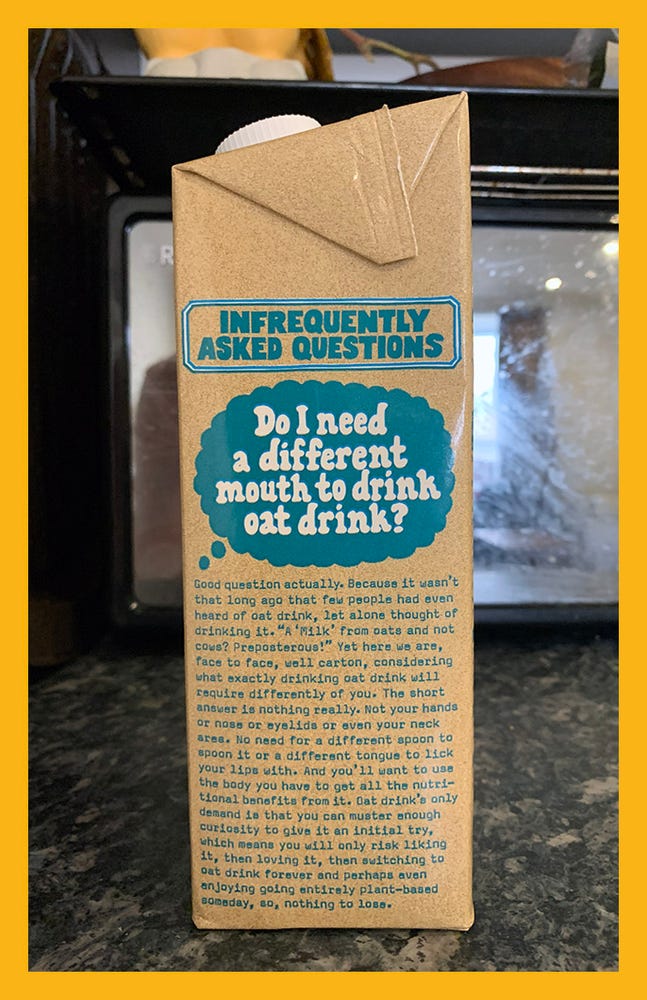 INFREQUENTLY
ASKED QUESTIONS
Do I need
a different
mouth to drink
oat drink?
Good question actually. Because it wasn't
that long ago that few people had even
heard of oat drink, let alone thought of
drinking it. "A 'Milk' from oats and not
cows? Preposterous!" Yet here we are,
face to face, well carton, considering
what exactly drinking oat drink will
require differently of you. The short
answer is nothing really. Not your hands
or nose or eyelids or even your neck
area. No need for a different spoon to
spoon it or a different tongue to lick
your lips with. And you'll want to use
the body you have to get all the nutri-
tional benefits from it. Oat drink's only
demand is that you can muster enough
curiosity to give it an initial try,
which means you will only risk liking
it, then loving it, then switching to
oat drink forever and perhaps even
enjoying going entirely plant-based
someday, so, nothing to lose.